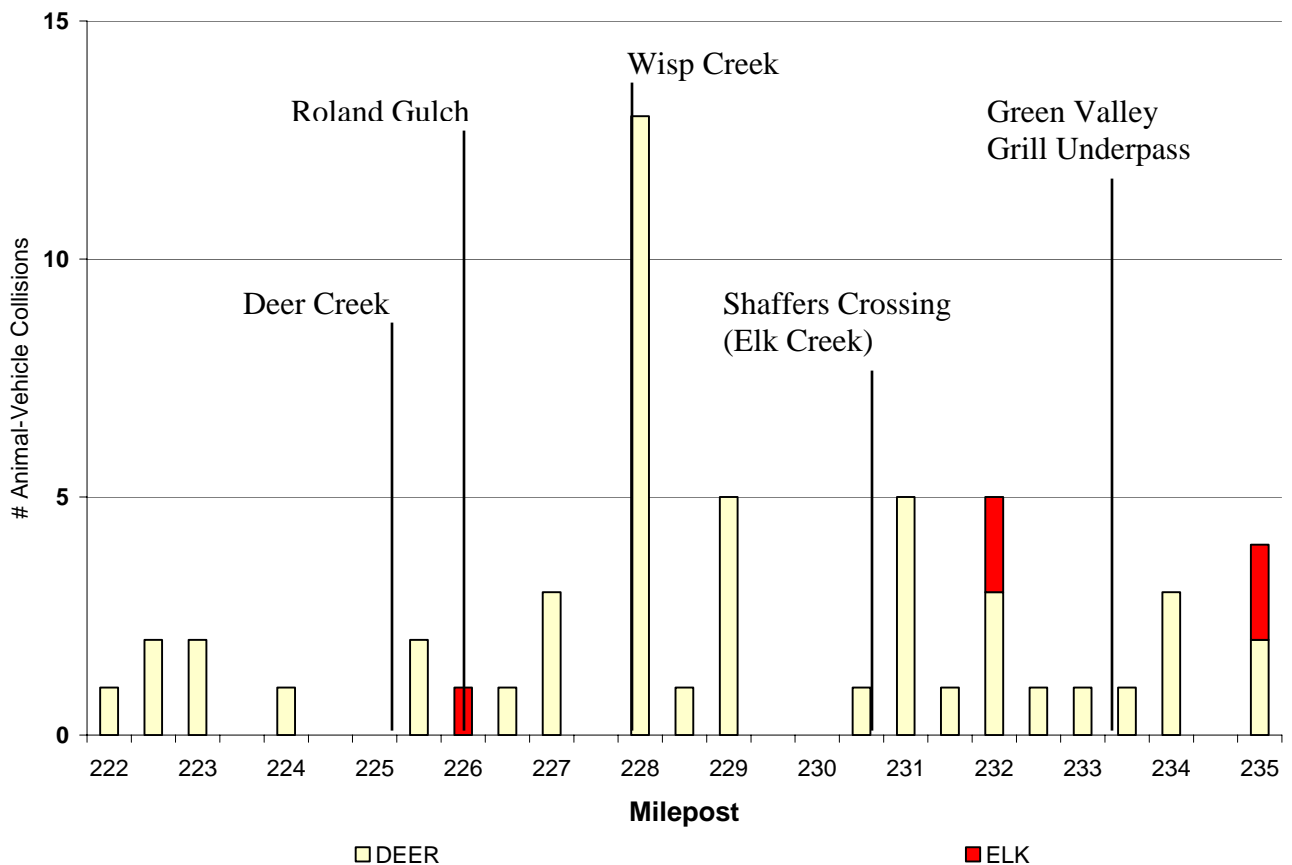 15
Wisp Creek
Roland Gulch
Green Valley
Grill Underpass
10
# Animal-Vehicle Collisions
Deer Creek
Shaffers Crossing
(Elk Creek)
5
0
222 223 224 225 226 227 228 229 230 231 232 233 234 235
Milepost
DEER ELK